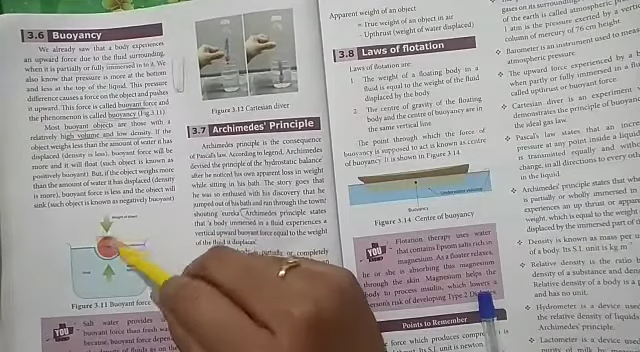 3.6 Buoyancy
We already saw that a body experiences
an upward force due to the fluid surrounding,
when it is partially or fully immersed in to it. We
also know that pressure is more at the bottom
and less at the top of the liquid. This pressure
difference causes a force on the object and pushes
it upward. This force is called buoyant force and
the phenomenon is called buoyancy (Fig.3.11)
Most buoyant objects are those with a
relatively high volume and low density. If the
object weighs less than the amount of water it has
displaced (density is less), buoyant force will be
more and it will float (such object is known as
positively buoyant). But, if the object weighs more
than the amount of water it has displaced (density
is more), buoyant force is less and the object will
sink (such object is known as negatively buoyant)
Weight of object
Figure 3.11 Buoyant force
YOU
Salt water provides
buoyant force than fresh wa
because, buoyant force depe
Figure 3.12 Cartesian diver
3.7 Archimedes' Principle
Archimedes principle is the consequence
of Pascal's law. According to legend, Archimedes
devised the principle of the hydrostatic balance
after he noticed his own apparent loss in weight
while sitting in his bath. The story goes that
he was so enthused with his discovery that he
jumped out of his bath and ran through the town
shouting eureka. Archimedes principle states
that 'a body immersed in a fluid experiences a
vertical upward buoyant force equal to the weight
of the fluid it displaces'.
partially or completely
Apparent weight of an object
= True weight of an object in air
- Upthrust (weight of water displaced)
3.8 Laws of flotation
Laws of flotation are:
1. The weight of a floating body in a
fluid is equal to the weight of the fluid
displaced by the body
2. The centre of gravity of the floating
body and the centre of buoyancy are in
the same vertical line
The point through which the force of
buoyancy is supposed to act is known as centre
of buoyancy. It is shown in Figure 3.14
Underwater volume
Buoyancy
Figure 3.14 Centre of buoyancy
YOU
Flotation therapy uses water
that contains Epsom salts rich in
magnesium. As a floater relaxes,
he or she is absorbing this magnesium
through the skin. Magnesium helps the
body to process insulin, which lowers a
person's risk of developing Type 2 Di
Points to Remember
force which produces compre
Its S.I. unit is newton.
gases on its surrounding
of the earth is called atmospheric
1 atm is the pressure exerted by a vert
column of mercury of 76 cm height.
Barometer is an instrument used to meas
atmospheric pressure.
The upward force experienced by a b
when partly or fully immersed in a flu
called upthrust or buoyant force.
Cartesian diver is an experiment
demonstrates the principle of buoyan
the ideal gas law.
Pascal's law states that an incre
pressure at any point inside a liquid
is transmitted equally and witho
change, in all directions to every oth
in the liquid
Archimedes' principle states that wh
is partially or wholly immersed in
experiences an up thrust or appar
weight, which is equal to the weight
displaced by the immersed part of th
Density is known as mass per u
of a body. Its S.I. unit is kg m
Relative density is the ratio b
density of a substance and den
Relative density of a body is a p
and has no unit.
Hydrometer is a device used
the relative density of liquids
Archimedes' principle.
Lactometer is a device used
purity of milk by